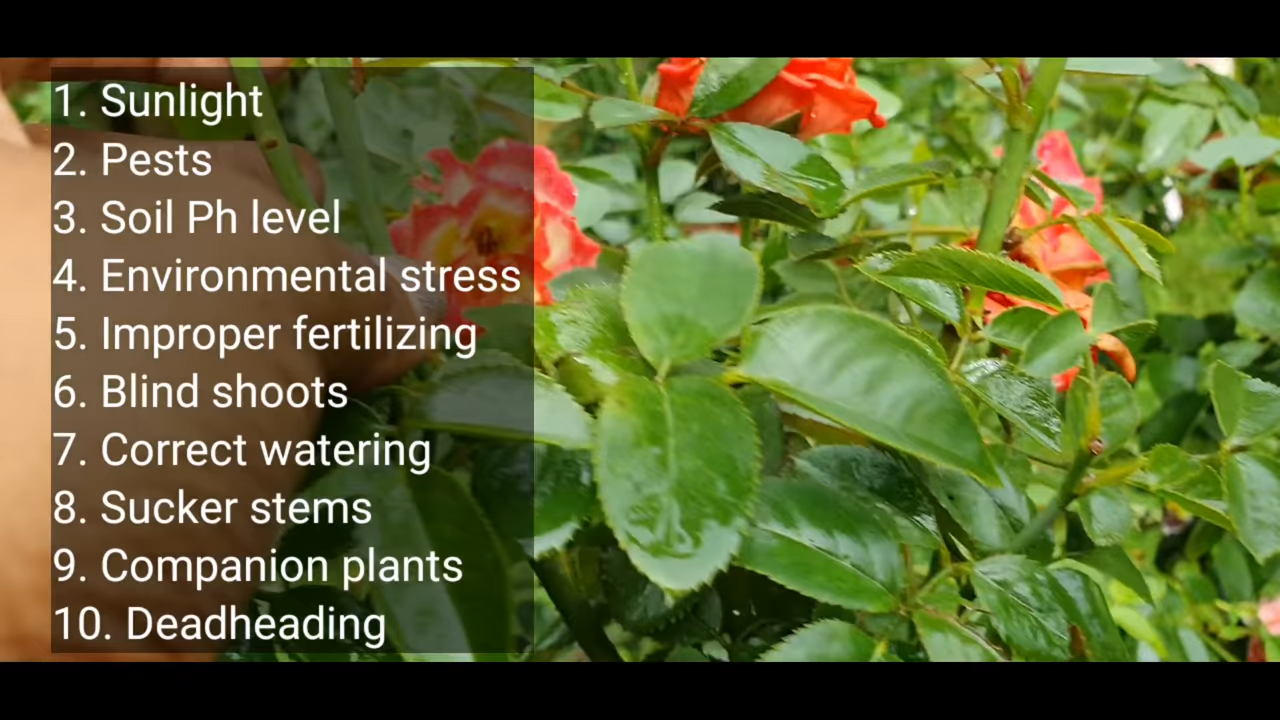 1. Sunlight
2. Pests
3. Soil Ph level
4. Environmental stress
5. Improper fertilizing
6. Blind shoots
7. Correct watering
8. Sucker stems
9. Companion plants
10. Deadheading